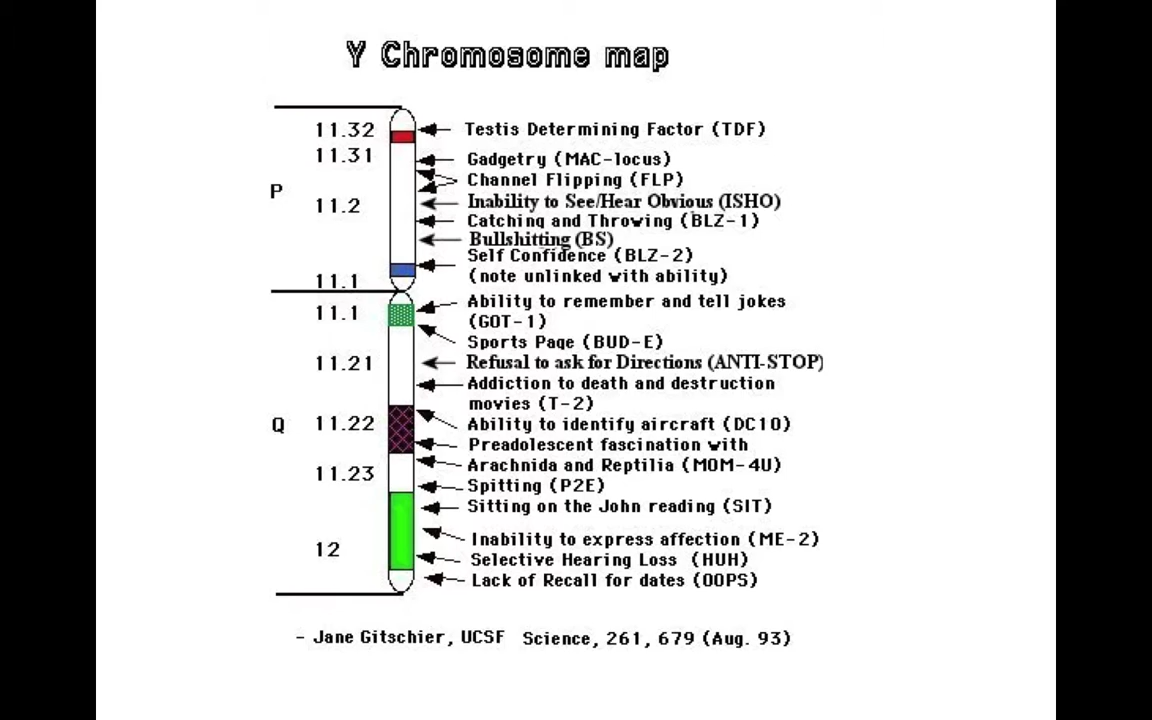 Y Chromosome map
11.32 Testis Determining Factor (TDF)
11.31 Gadgetry (MAC-locus)
Channel Flipping (FLP)
P
11.2 Inability to See/Hear Obvious (ISHO)
Catching and Throwing (BLZ-1)
Bullshitting (BS)
Self Confidence (BLZ-2)
11.1 (note unlinked with ability)
Ability to remember and tell jokes
11.1 (GOT-1)
Sports Page (BUD-E)
11.21 Refusal to ask for Directions (ANTI-STOP)
Addiction to death and destruction
movies (T-2)
Q 11.22 Ability to identify aircraft (DC10)
Preadolescent fascination with
11.23 Arachnida and Reptilia (MOM-4U)
Spitting (P2E)
Sitting on the John reading (SIT)
12 Inability to express affection (ME-2)
Selective Hearing Loss (HUH)
Lack of Recall for dates (OOPS)
- Jane Gitschier, UCSF Science, 261, 679 (Aug. 93)